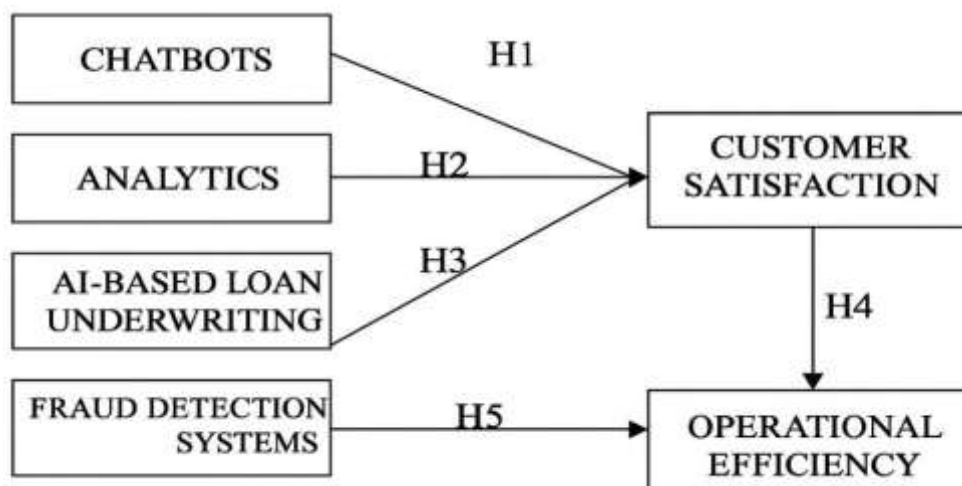 CHATBOTS
H1
ANALYTICS
H2
CUSTOMER
SATISFACTION
AI-BASED LOAN
UNDERWRITING
H3
H4
FRAUD DETECTION
SYSTEMS
H5
OPERATIONAL
EFFICIENCY